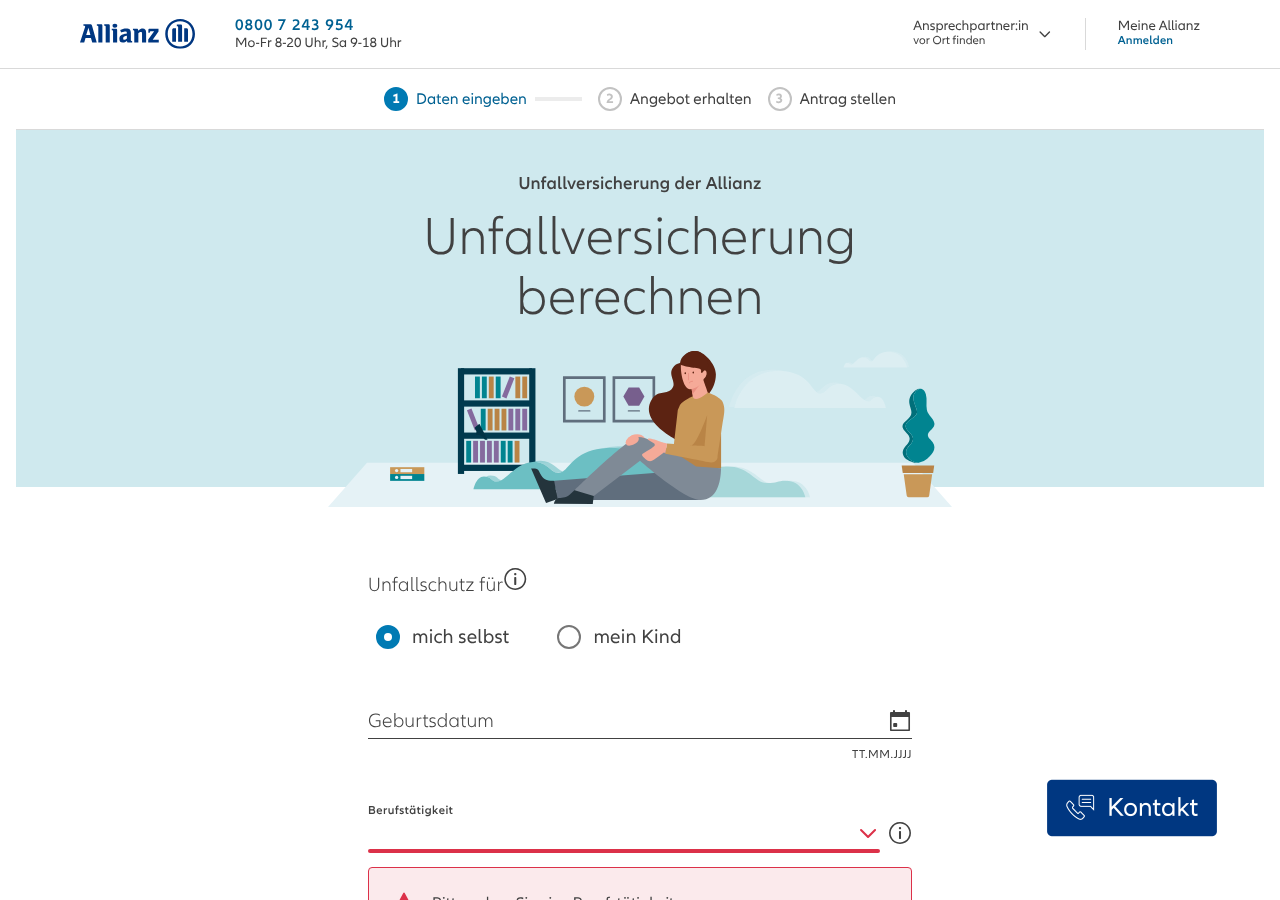 Allianz
0800 7 243 954
Mo-Fr 8-20 Uhr, Sa 9-18 Uhr
Ansprechpartner:in
vor Ort finden
Meine Allianz
Anmelden
1 Daten eingeben
2 Angebot erhalten
3 Antrag stellen
Unfallversicherung der Allianz
Unfallversicherung
berechnen
Unfallschutz für
mich selbst
mein Kind
Geburtsdatum
TT.MM.JJJJ
Berufstätigkeit
Kontakt